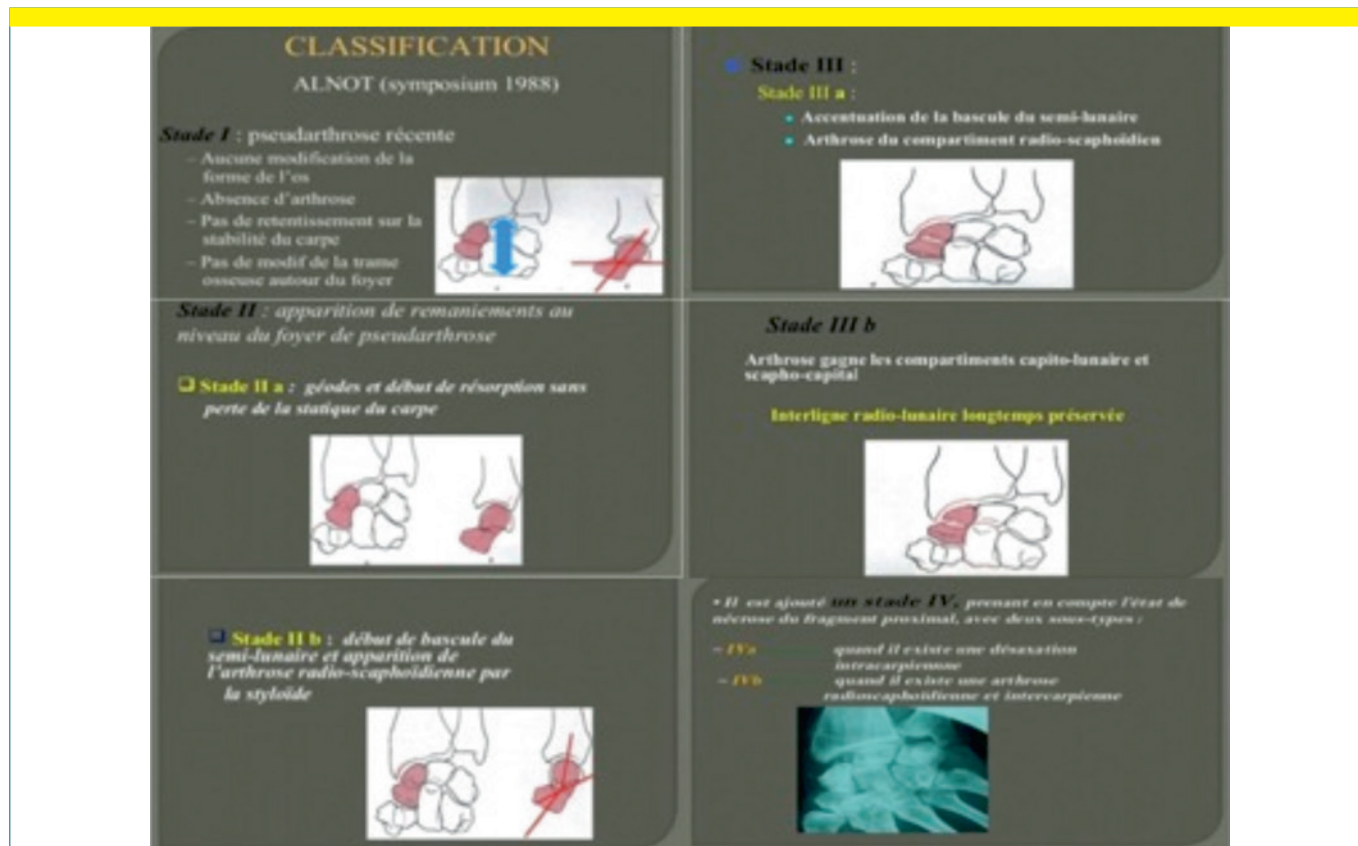 CLASSIFICATION
ALNOT (symposium 1988)
Stade I : pseudarthrose récente
– Aucune modification de la
forme de l'os
– Absence d'arthrose
– Pas de retentissement sur la
stabilité du carpe
– Pas de modif de la trame
osseuse autour du foyer
Stade II : apparition de remaniements au
niveau du foyer de pseudarthrose
Stade II a : géodes et début de résorption sans
perte de la statique du carpe
Stade II b : début de bascule du
semi-lunaire et apparition de
l'arthrose radio-scaphoïdienne par
la styloïde
Stade III :
Stade III a :
Accentuation de la bascule du semi-lunaire
Arthrose du compartiment radio-scaphoïdien
Stade III b
Arthrose gagne les compartiments capito-lunaire et
scapho-capital
Interligne radio-lunaire longtemps préservée
• Il est ajouté un stade IV, prenant en compte l'état de
nécrose du fragment proximal, avec deux sous-types :
– IVa quand il existe une désaxation
intracarpienne
– IVb quand il existe une arthrose
radioscaphoïdienne et intercarpienne